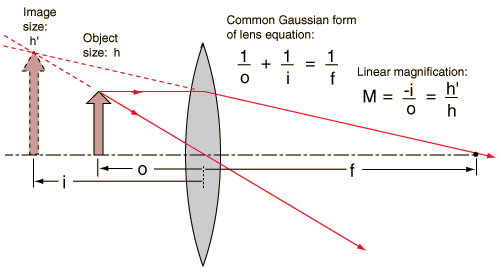 Image
size:
h'
Object
size: h
Common Gaussian form
of lens equation:
1/o + 1/i = 1/f
Linear magnification:
M = -i/o = h'/h
o
f
i